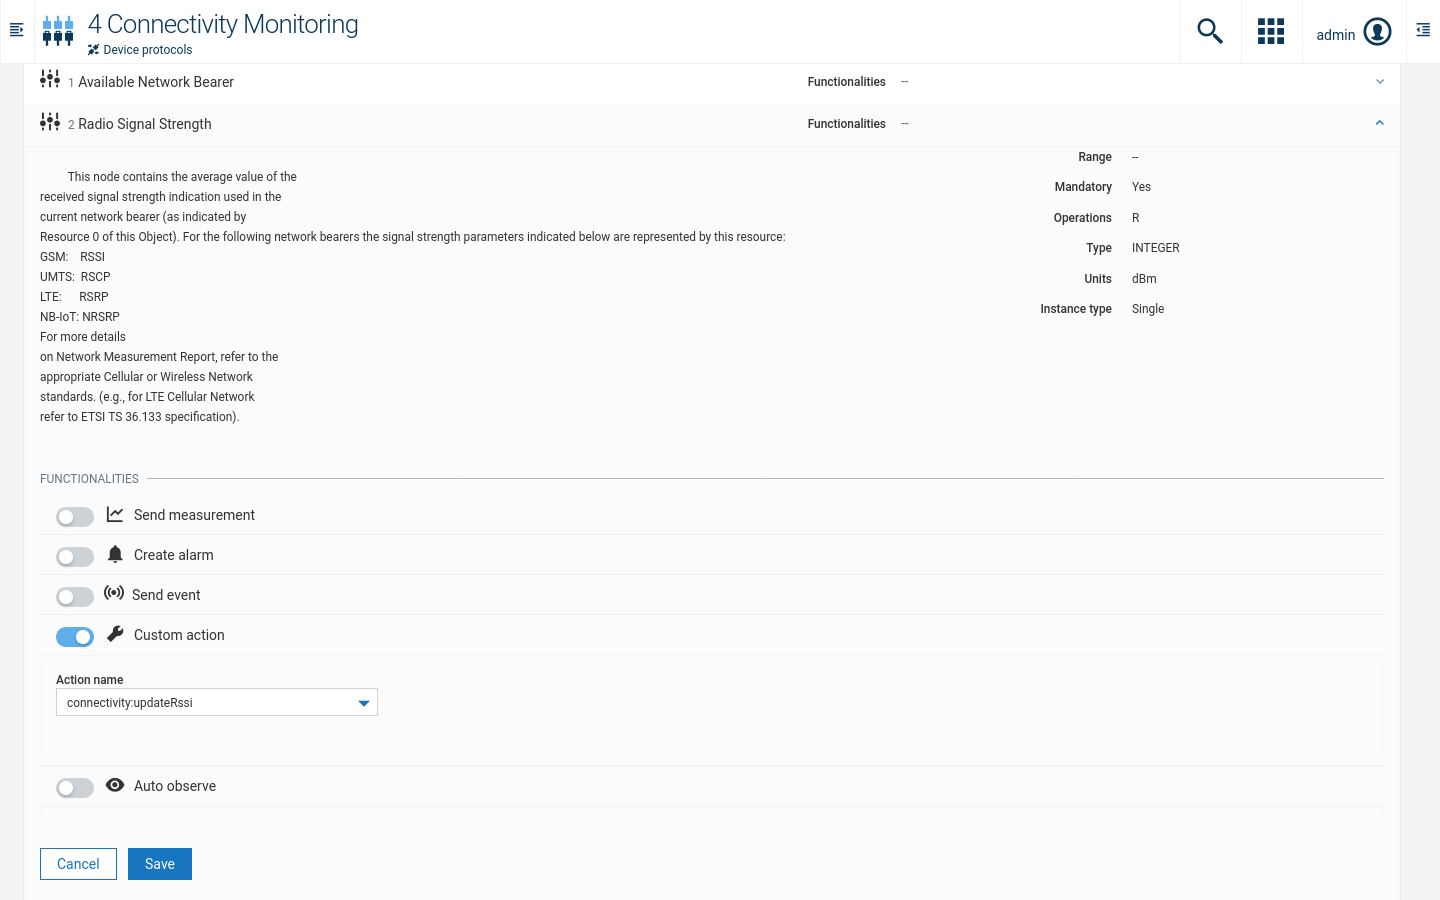 4 Connectivity Monitoring
Device protocols
admin
1 Available Network Bearer
Functionalities --
2 Radio Signal Strength
Functionalities --
This node contains the average value of the
received signal strength indication used in the
current network bearer (as indicated by
Resource 0 of this Object). For the following network bearers the signal strength parameters indicated below are represented by this resource:
GSM: RSSI
UMTS: RSCP
LTE: RSRP
NB-IoT: NRSRP
For more details
on Network Measurement Report, refer to the
appropriate Cellular or Wireless Network
standards. (e.g., for LTE Cellular Network
refer to ETSI TS 36.133 specification).
Range --
Mandatory Yes
Operations R
Type INTEGER
Units dBm
Instance type Single
FUNCTIONALITIES
Send measurement
Create alarm
Send event
Custom action
Action name
connectivity:updateRssi
Auto observe
Cancel
Save